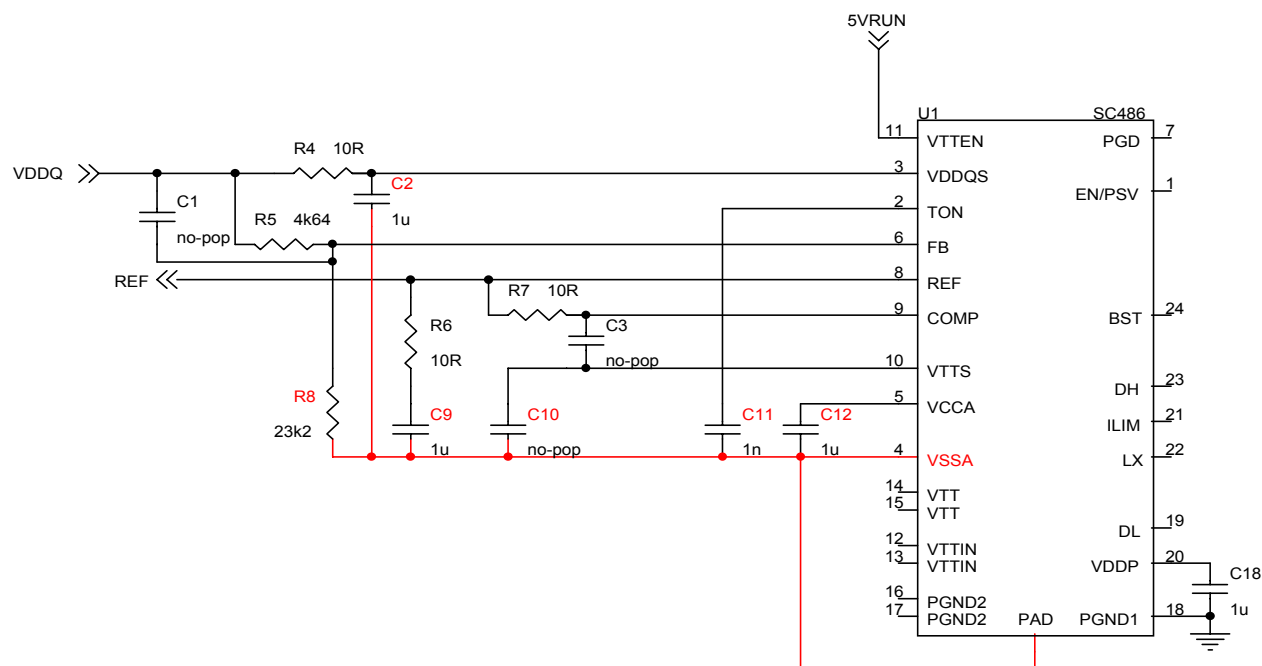 5VRUN
U1 SC486
11 VTTEN PGD 7
R4 10R
VDDQ 3 VDDQS
C2
EN/PSV 1
C1 2 TON
R5 4k64 1u
no-pop 6 FB
REF 8 REF
R7 10R
R6 C3 9 COMP BST 24
10R no-pop 10 VTTS
DH 23
R8 5 VCCA
C9 C10 C11 C12 ILIM 21
23k2
1u no-pop 1n 1u 4 VSSA LX 22
14 VTT
15 VTT
DL 19
12 VTTIN
13 VTTIN VDDP 20
C18
16 PGND2
17 PGND2 PAD PGND1 18 1u